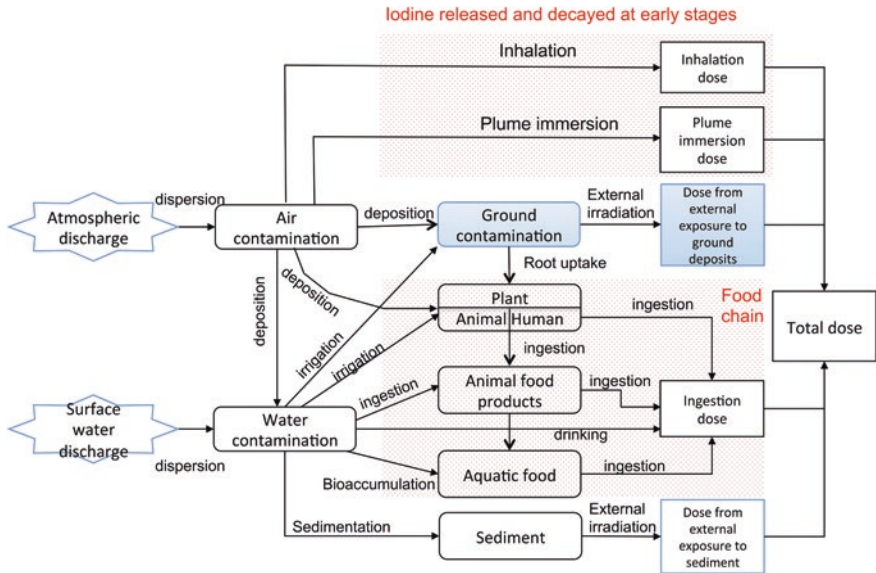 Iodine released and decayed at early stages
Inhalation
Inhalation
dose
Plume immersion
Plume
immersion
dose
dispersion
Atmospheric
discharge
Air
contamination
deposition
Ground
contamination
External
irradiation
Dose from
external
exposure to
ground
deposits
Root uptake
deposition
deposition
Plant
Animal Human
ingestion
Food
chain
Total dose
irrigation
irrigation
ingestion
ingestion
Animal food
products
ingestion
Ingestion
dose
Surface
water
discharge
dispersion
Water
contamination
drinking
Bioaccumulation
Aquatic food
ingestion
Sedimentation
Sediment
External
irradiation
Dose from
external
exposure to
sediment